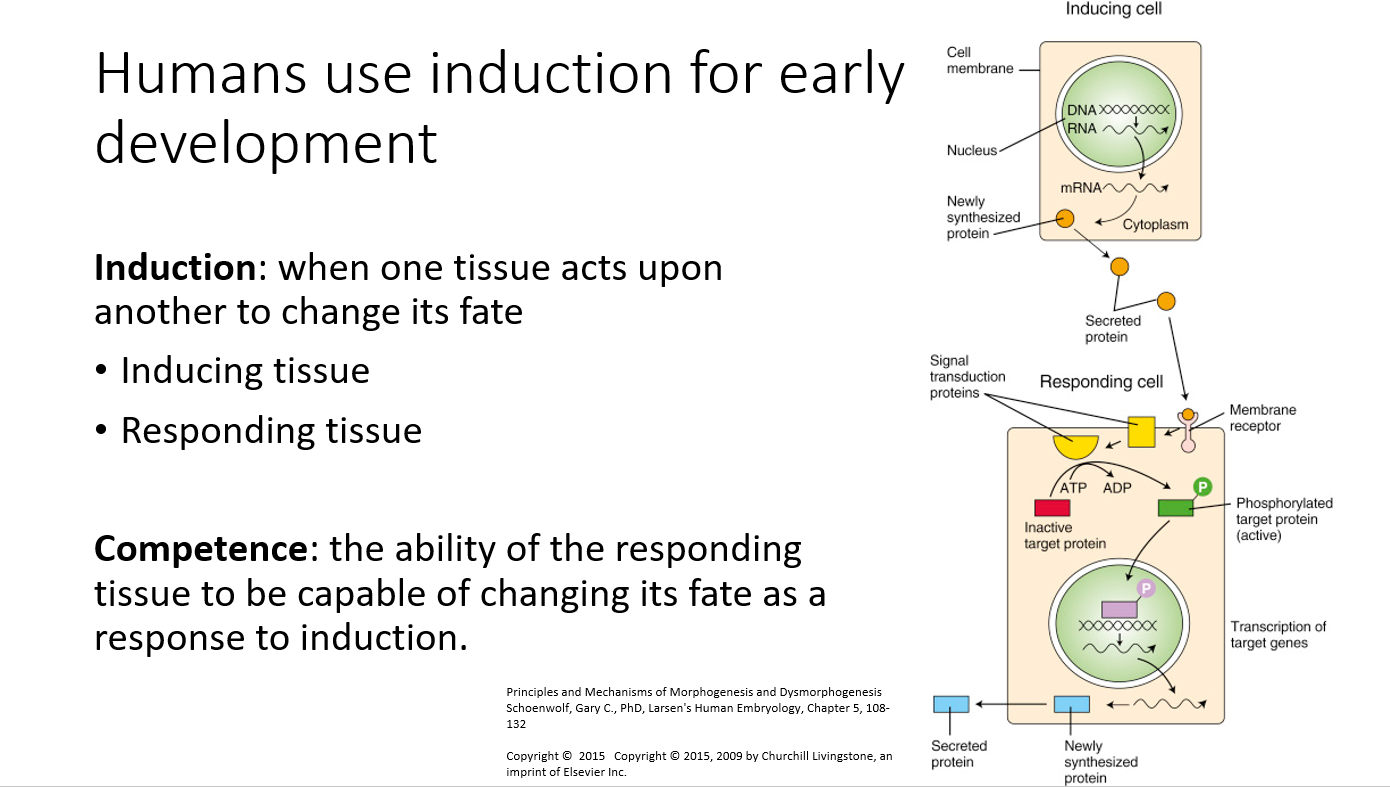 Humans use induction for early
development
Induction: when one tissue acts upon
another to change its fate
• Inducing tissue
• Responding tissue
Competence: the ability of the responding
tissue to be capable of changing its fate as a
response to induction.
Principles and Mechanisms of Morphogenesis and Dysmorphogenesis
Schoenwolf, Gary C., PhD, Larsen's Human Embryology, Chapter 5, 108-
132
Copyright © 2015 Copyright © 2015, 2009 by Churchill Livingstone, an
imprint of Elsevier Inc.
Inducing cell
Cell
membrane
DNA
RNA
Nucleus
mRNA
Newly
synthesized
protein
Cytoplasm
Secreted
protein
Signal
transduction
proteins
Responding cell
Membrane
receptor
ATP ADP
P
Inactive
target protein
Phosphorylated
target protein
(active)
P
Transcription of
target genes
Secreted
protein
Newly
synthesized
protein